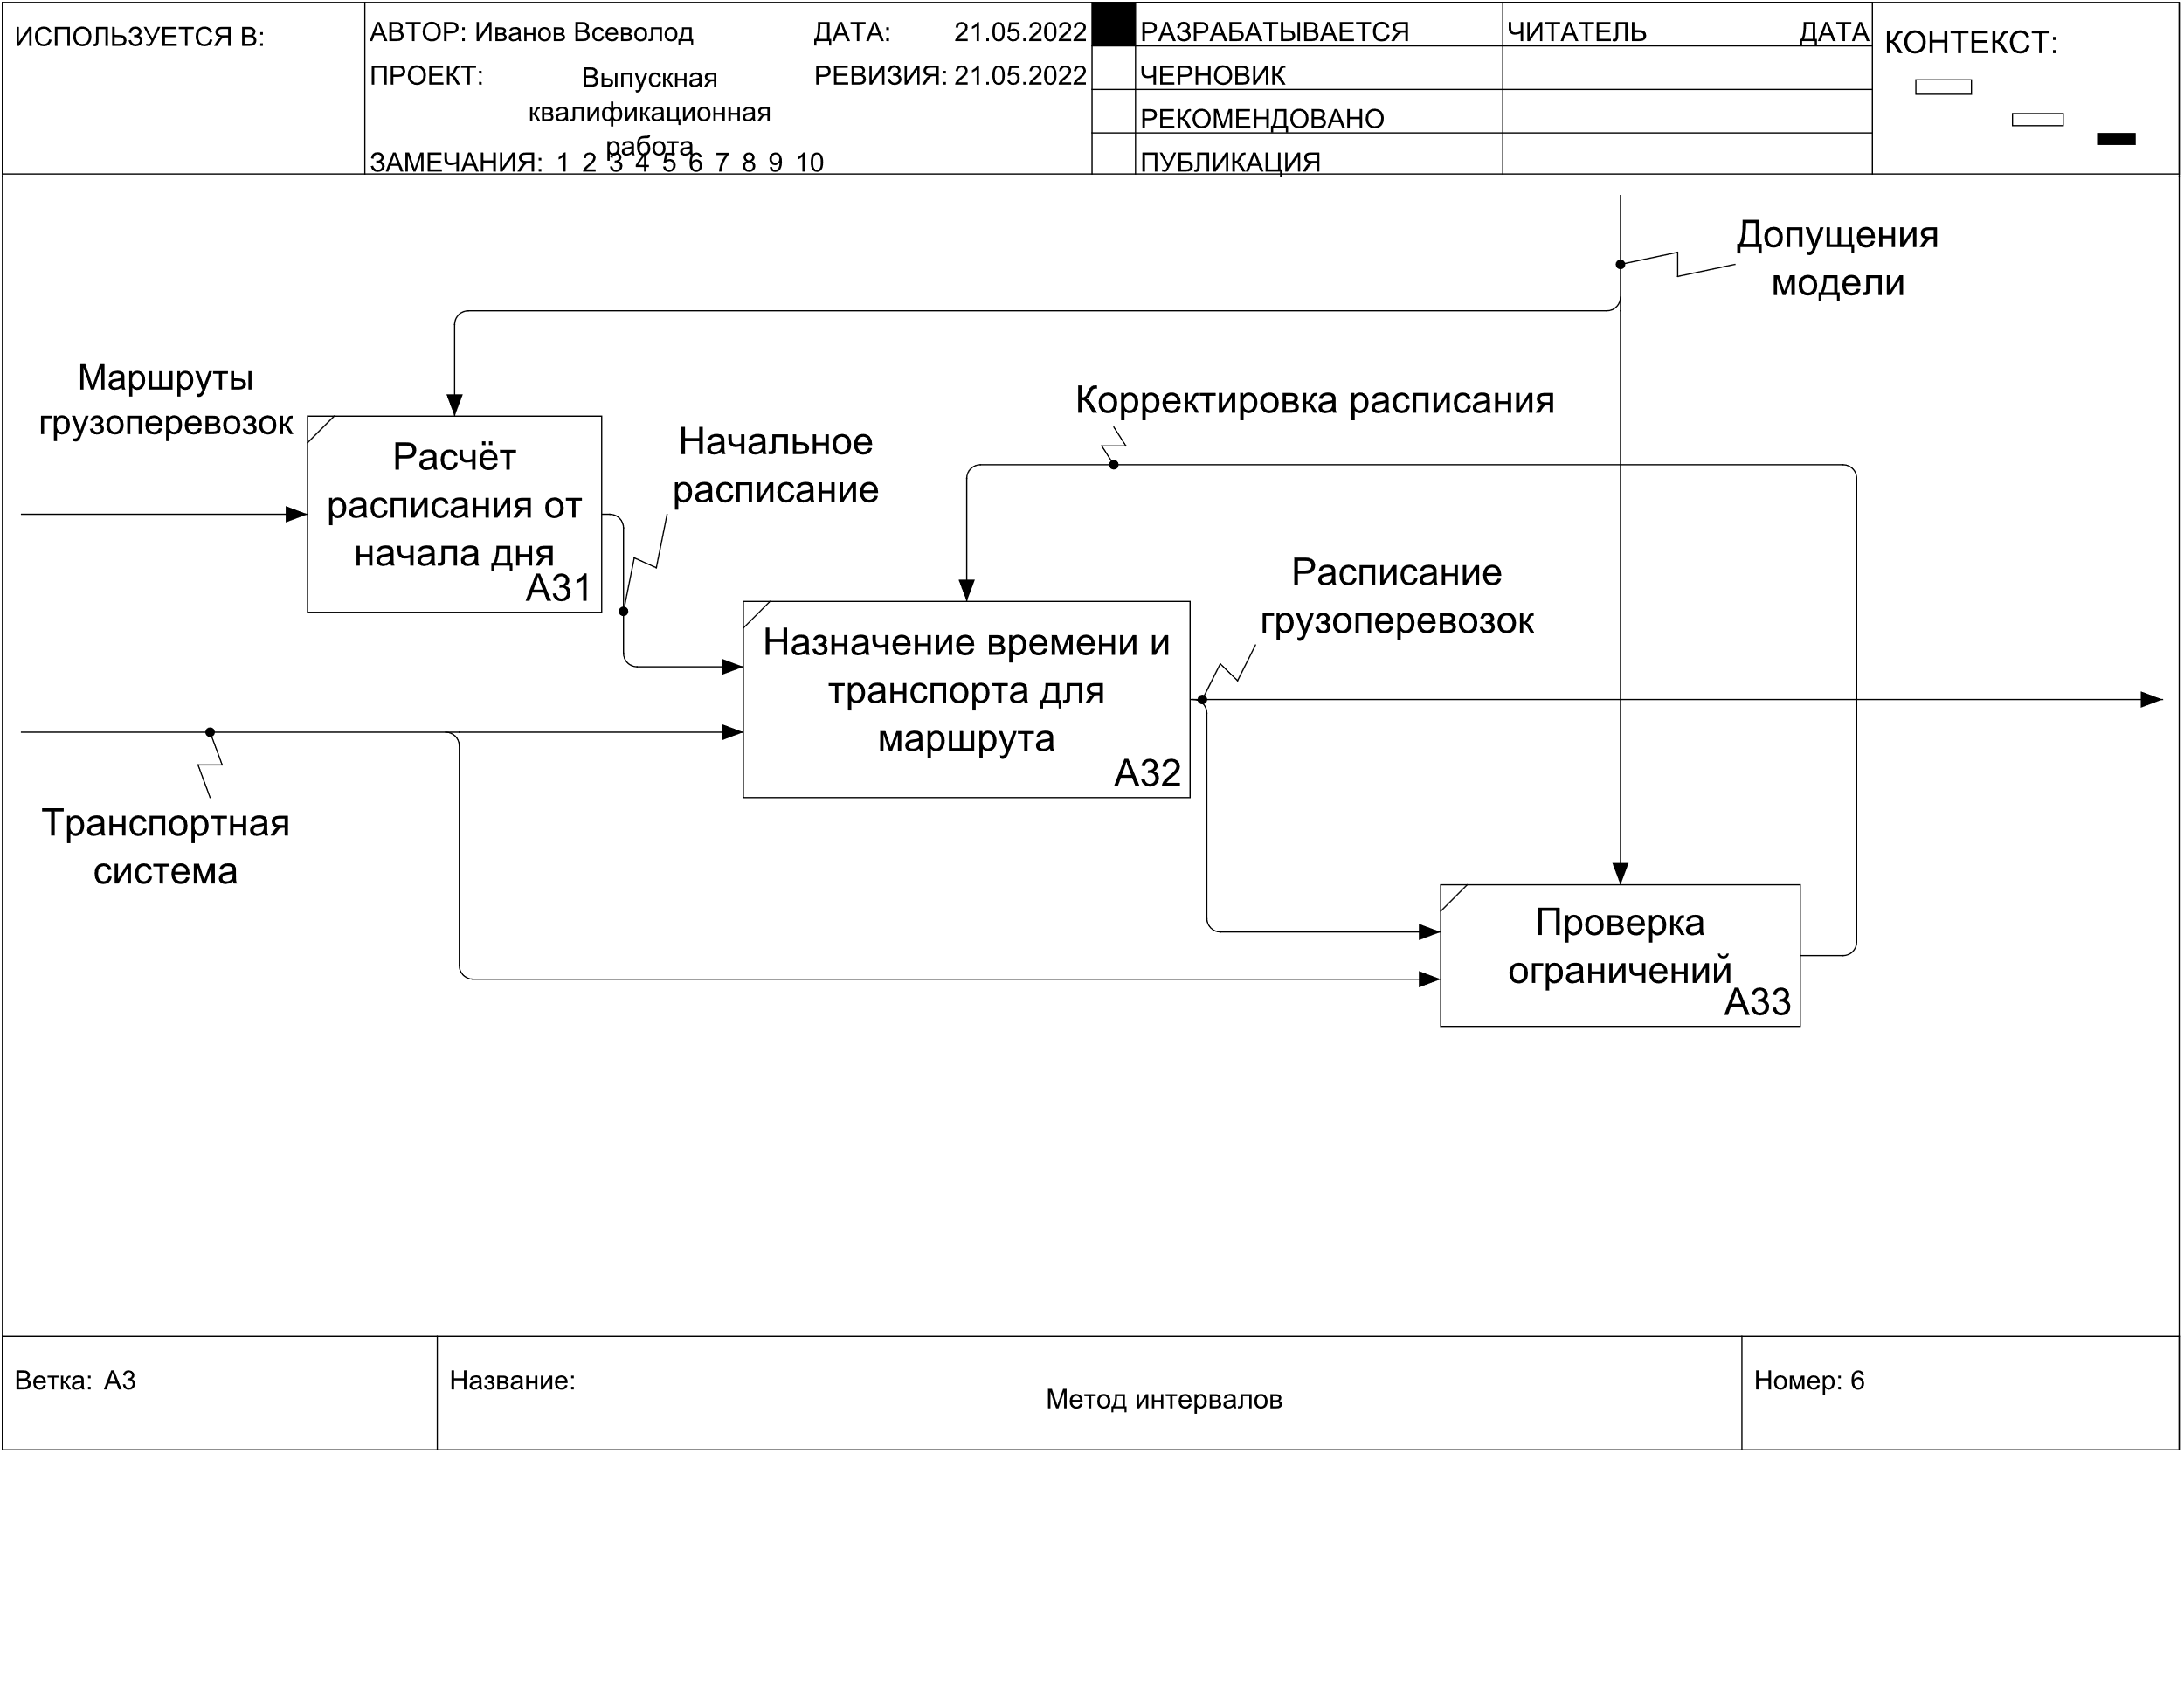 ИСПОЛЬЗУЕТСЯ В:
АВТОР: Иванов Всеволод
ДАТА: 21.05.2022
ПРОЕКТ:
Выпускная
квалификационная
работа
РЕВИЗИЯ: 21.05.2022
ЗАМЕЧАНИЯ: 1 2 3 4 5 6 7 8 9 10
РАЗРАБАТЫВАЕТСЯ
ЧЕРНОВИК
РЕКОМЕНДОВАНО
ПУБЛИКАЦИЯ
ЧИТАТЕЛЬ
ДАТА
КОНТЕКСТ:
Допущения
модели
Маршруты
грузоперевозок
Расчёт
расписания от
начала дня
A31
Начальное
расписание
Корректировка расписания
Расписание
грузоперевозок
Назначение времени и
транспорта для
маршрута
A32
Транспортная
система
Проверка
ограничений
A33
Ветка: A3
Название:
Метод интервалов
Номер: 6